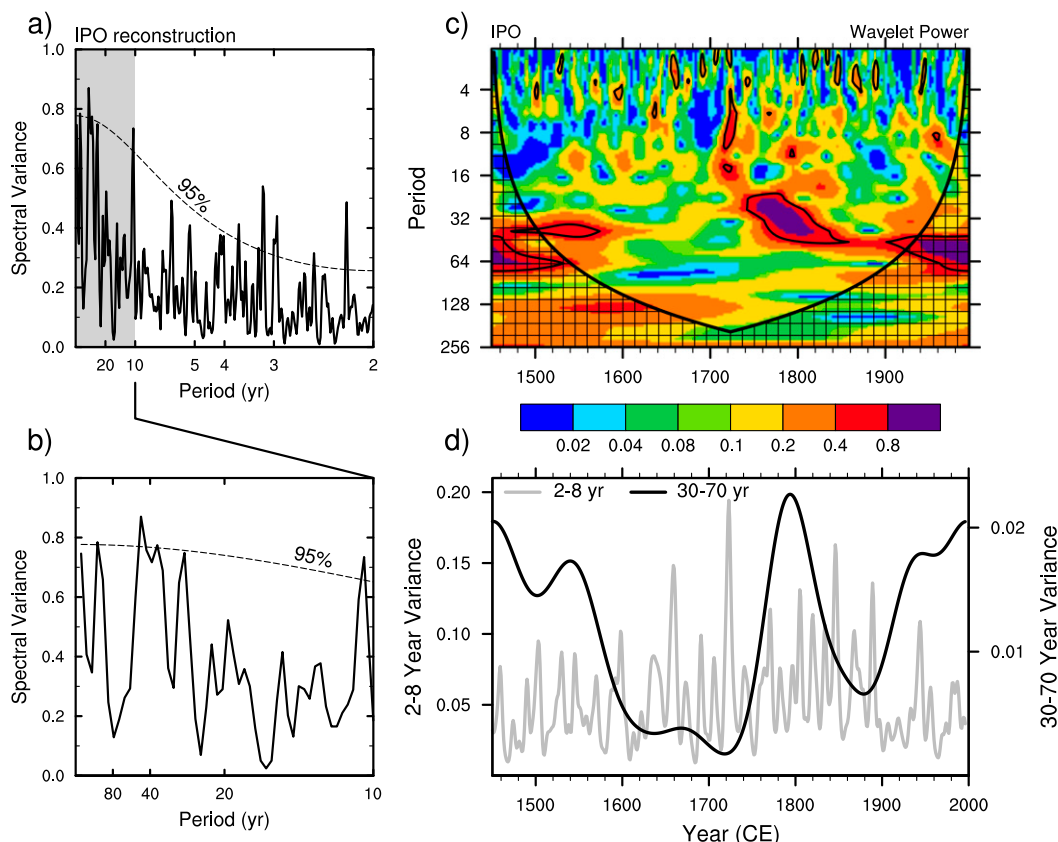 a)
IPO reconstruction
1.0
0.8
0.6
0.4
0.2
0.0
Spectral Variance
95%
20 10 5 4 3 2
Period (yr)
b)
1.0
0.8
0.6
0.4
0.2
0.0
Spectral Variance
95%
80 40 20 10
Period (yr)
c)
IPO Wavelet Power
4
8
16
32
64
128
256
Period
1500 1600 1700 1800 1900
0.02 0.04 0.08 0.1 0.2 0.4 0.8
d)
2-8 yr 30-70 yr
0.20
0.15
0.10
0.05
2-8 Year Variance
0.02
0.01
0.00
30-70 Year Variance
1500 1600 1700 1800 1900 2000
Year (CE)